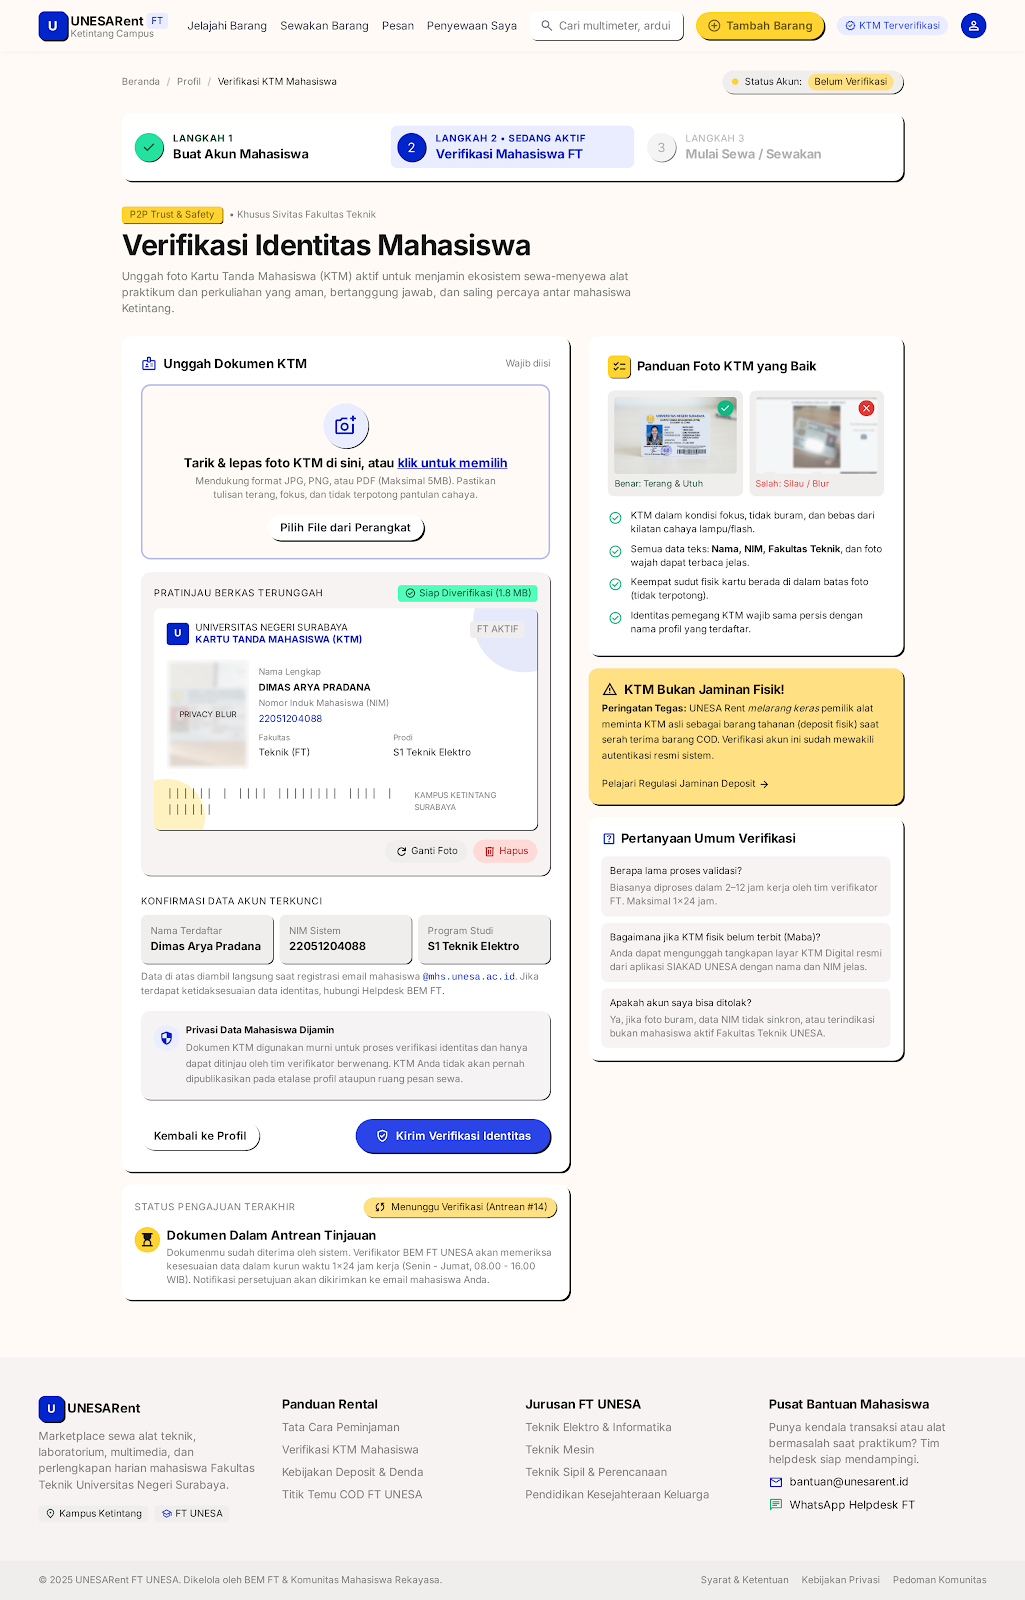 U UNESARent FT
Ketintang Campus
Jelajahi Barang Sewakan Barang Pesan Penyewaan Saya
Cari multimeter, ardui
Tambah Barang
KTM Terverifikasi
Beranda / Profil / Verifikasi KTM Mahasiswa
Status Akun: Belum Verifikasi
LANGKAH 1
Buat Akun Mahasiswa
2 LANGKAH 2 • SEDANG AKTIF
Verifikasi Mahasiswa FT
3 LANGKAH 3
Mulai Sewa / Sewakan
P2P Trust & Safety • Khusus Sivitas Fakultas Teknik
Verifikasi Identitas Mahasiswa
Unggah foto Kartu Tanda Mahasiswa (KTM) aktif untuk menjamin ekosistem sewa-menyewa alat
praktikum dan perkuliahan yang aman, bertanggung jawab, dan saling percaya antar mahasiswa
Ketintang.
Unggah Dokumen KTM Wajib diisi
Tarik & lepas foto KTM di sini, atau klik untuk memilih
Mendukung format JPG, PNG, atau PDF (Maksimal 5MB). Pastikan
tulisan terang, fokus, dan tidak terpotong pantulan cahaya.
Pilih File dari Perangkat
PRATINJAU BERKAS TERUNGGAH Siap Diverifikasi (1.8 MB)
U UNIVERSITAS NEGERI SURABAYA
KARTU TANDA MAHASISWA (KTM)
FT AKTIF
PRIVACY BLUR
Nama Lengkap
DIMAS ARYA PRADANA
Nomor Induk Mahasiswa (NIM)
22051204088
Fakultas Prodi
Teknik (FT) S1 Teknik Elektro
KAMPUS KETINTANG
SURABAYA
Ganti Foto Hapus
KONFIRMASI DATA AKUN TERKUNCI
Nama Terdaftar
Dimas Arya Pradana
NIM Sistem
22051204088
Program Studi
S1 Teknik Elektro
Data di atas diambil langsung saat registrasi email mahasiswa @mhs.unesa.ac.id. Jika
terdapat ketidaksesuaian data identitas, hubungi Helpdesk BEM FT.
Privasi Data Mahasiswa Dijamin
Dokumen KTM digunakan murni untuk proses verifikasi identitas dan hanya
dapat ditinjau oleh tim verifikator berwenang. KTM Anda tidak akan pernah
dipublikasikan pada etalase profil ataupun ruang pesan sewa.
Kembali ke Profil Kirim Verifikasi Identitas
STATUS PENGAJUAN TERAKHIR Menunggu Verifikasi (Antrean #14)
Dokumen Dalam Antrean Tinjauan
Dokumenmu sudah diterima oleh sistem. Verifikator BEM FT UNESA akan memeriksa
kesesuaian data dalam kurun waktu 1×24 jam kerja (Senin - Jumat, 08.00 - 16.00
WIB). Notifikasi persetujuan akan dikirimkan ke email mahasiswa Anda.
Panduan Foto KTM yang Baik
UNIVERSITAS NEGERI SURABAYA
Benar: Terang & Utuh
Salah: Silau / Blur
KTM dalam kondisi fokus, tidak buram, dan bebas dari
kilatan cahaya lampu/flash.
Semua data teks: Nama, NIM, Fakultas Teknik, dan foto
wajah dapat terbaca jelas.
Keempat sudut fisik kartu berada di dalam batas foto
(tidak terpotong).
Identitas pemegang KTM wajib sama persis dengan
nama profil yang terdaftar.
KTM Bukan Jaminan Fisik!
Peringatan Tegas: UNESA Rent melarang keras pemilik alat
meminta KTM asli sebagai barang tahanan (deposit fisik) saat
serah terima barang COD. Verifikasi akun ini sudah mewakili
autentikasi resmi sistem.
Pelajari Regulasi Jaminan Deposit →
Pertanyaan Umum Verifikasi
Berapa lama proses validasi?
Biasanya diproses dalam 2–12 jam kerja oleh tim verifikator
FT. Maksimal 1×24 jam.
Bagaimana jika KTM fisik belum terbit (Maba)?
Anda dapat mengunggah tangkapan layar KTM Digital resmi
dari aplikasi SIAKAD UNESA dengan nama dan NIM jelas.
Apakah akun saya bisa ditolak?
Ya, jika foto buram, data NIM tidak sinkron, atau terindikasi
bukan mahasiswa aktif Fakultas Teknik UNESA.
U UNESARent
Marketplace sewa alat teknik,
laboratorium, multimedia, dan
perlengkapan harian mahasiswa Fakultas
Teknik Universitas Negeri Surabaya.
Kampus Ketintang FT UNESA
Panduan Rental
Tata Cara Peminjaman
Verifikasi KTM Mahasiswa
Kebijakan Deposit & Denda
Titik Temu COD FT UNESA
Jurusan FT UNESA
Teknik Elektro & Informatika
Teknik Mesin
Teknik Sipil & Perencanaan
Pendidikan Kesejahteraan Keluarga
Pusat Bantuan Mahasiswa
Punya kendala transaksi atau alat
bermasalah saat praktikum? Tim
helpdesk siap mendampingi.
bantuan@unesarent.id
WhatsApp Helpdesk FT
© 2025 UNESARent FT UNESA. Dikelola oleh BEM FT & Komunitas Mahasiswa Rekayasa.
Syarat & Ketentuan Kebijakan Privasi Pedoman Komunitas